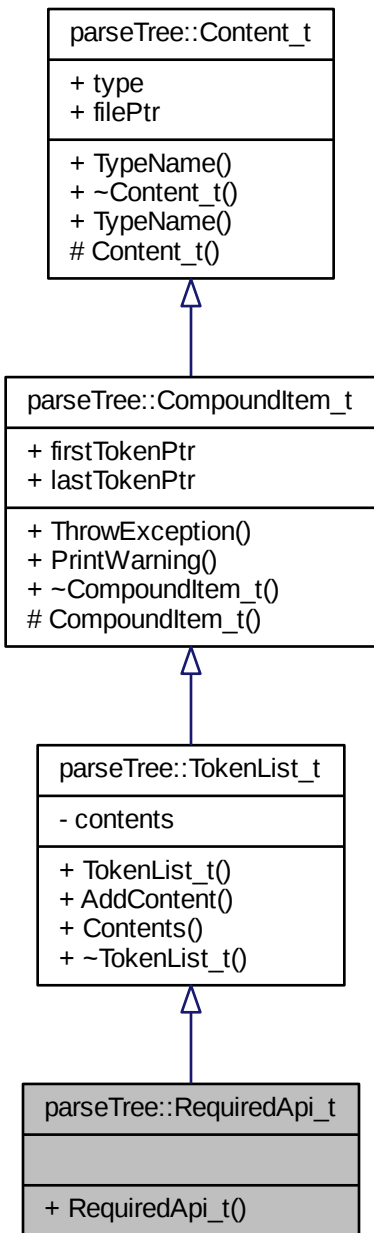 parseTree::Content_t
+ type
+ filePtr
+ TypeName()
+ ~Content_t()
+ TypeName()
# Content_t()
parseTree::CompoundItem_t
+ firstTokenPtr
+ lastTokenPtr
+ ThrowException()
+ PrintWarning()
+ ~CompoundItem_t()
# CompoundItem_t()
parseTree::TokenList_t
- contents
+ TokenList_t()
+ AddContent()
+ Contents()
+ ~TokenList_t()
parseTree::RequiredApi_t
+ RequiredApi_t()